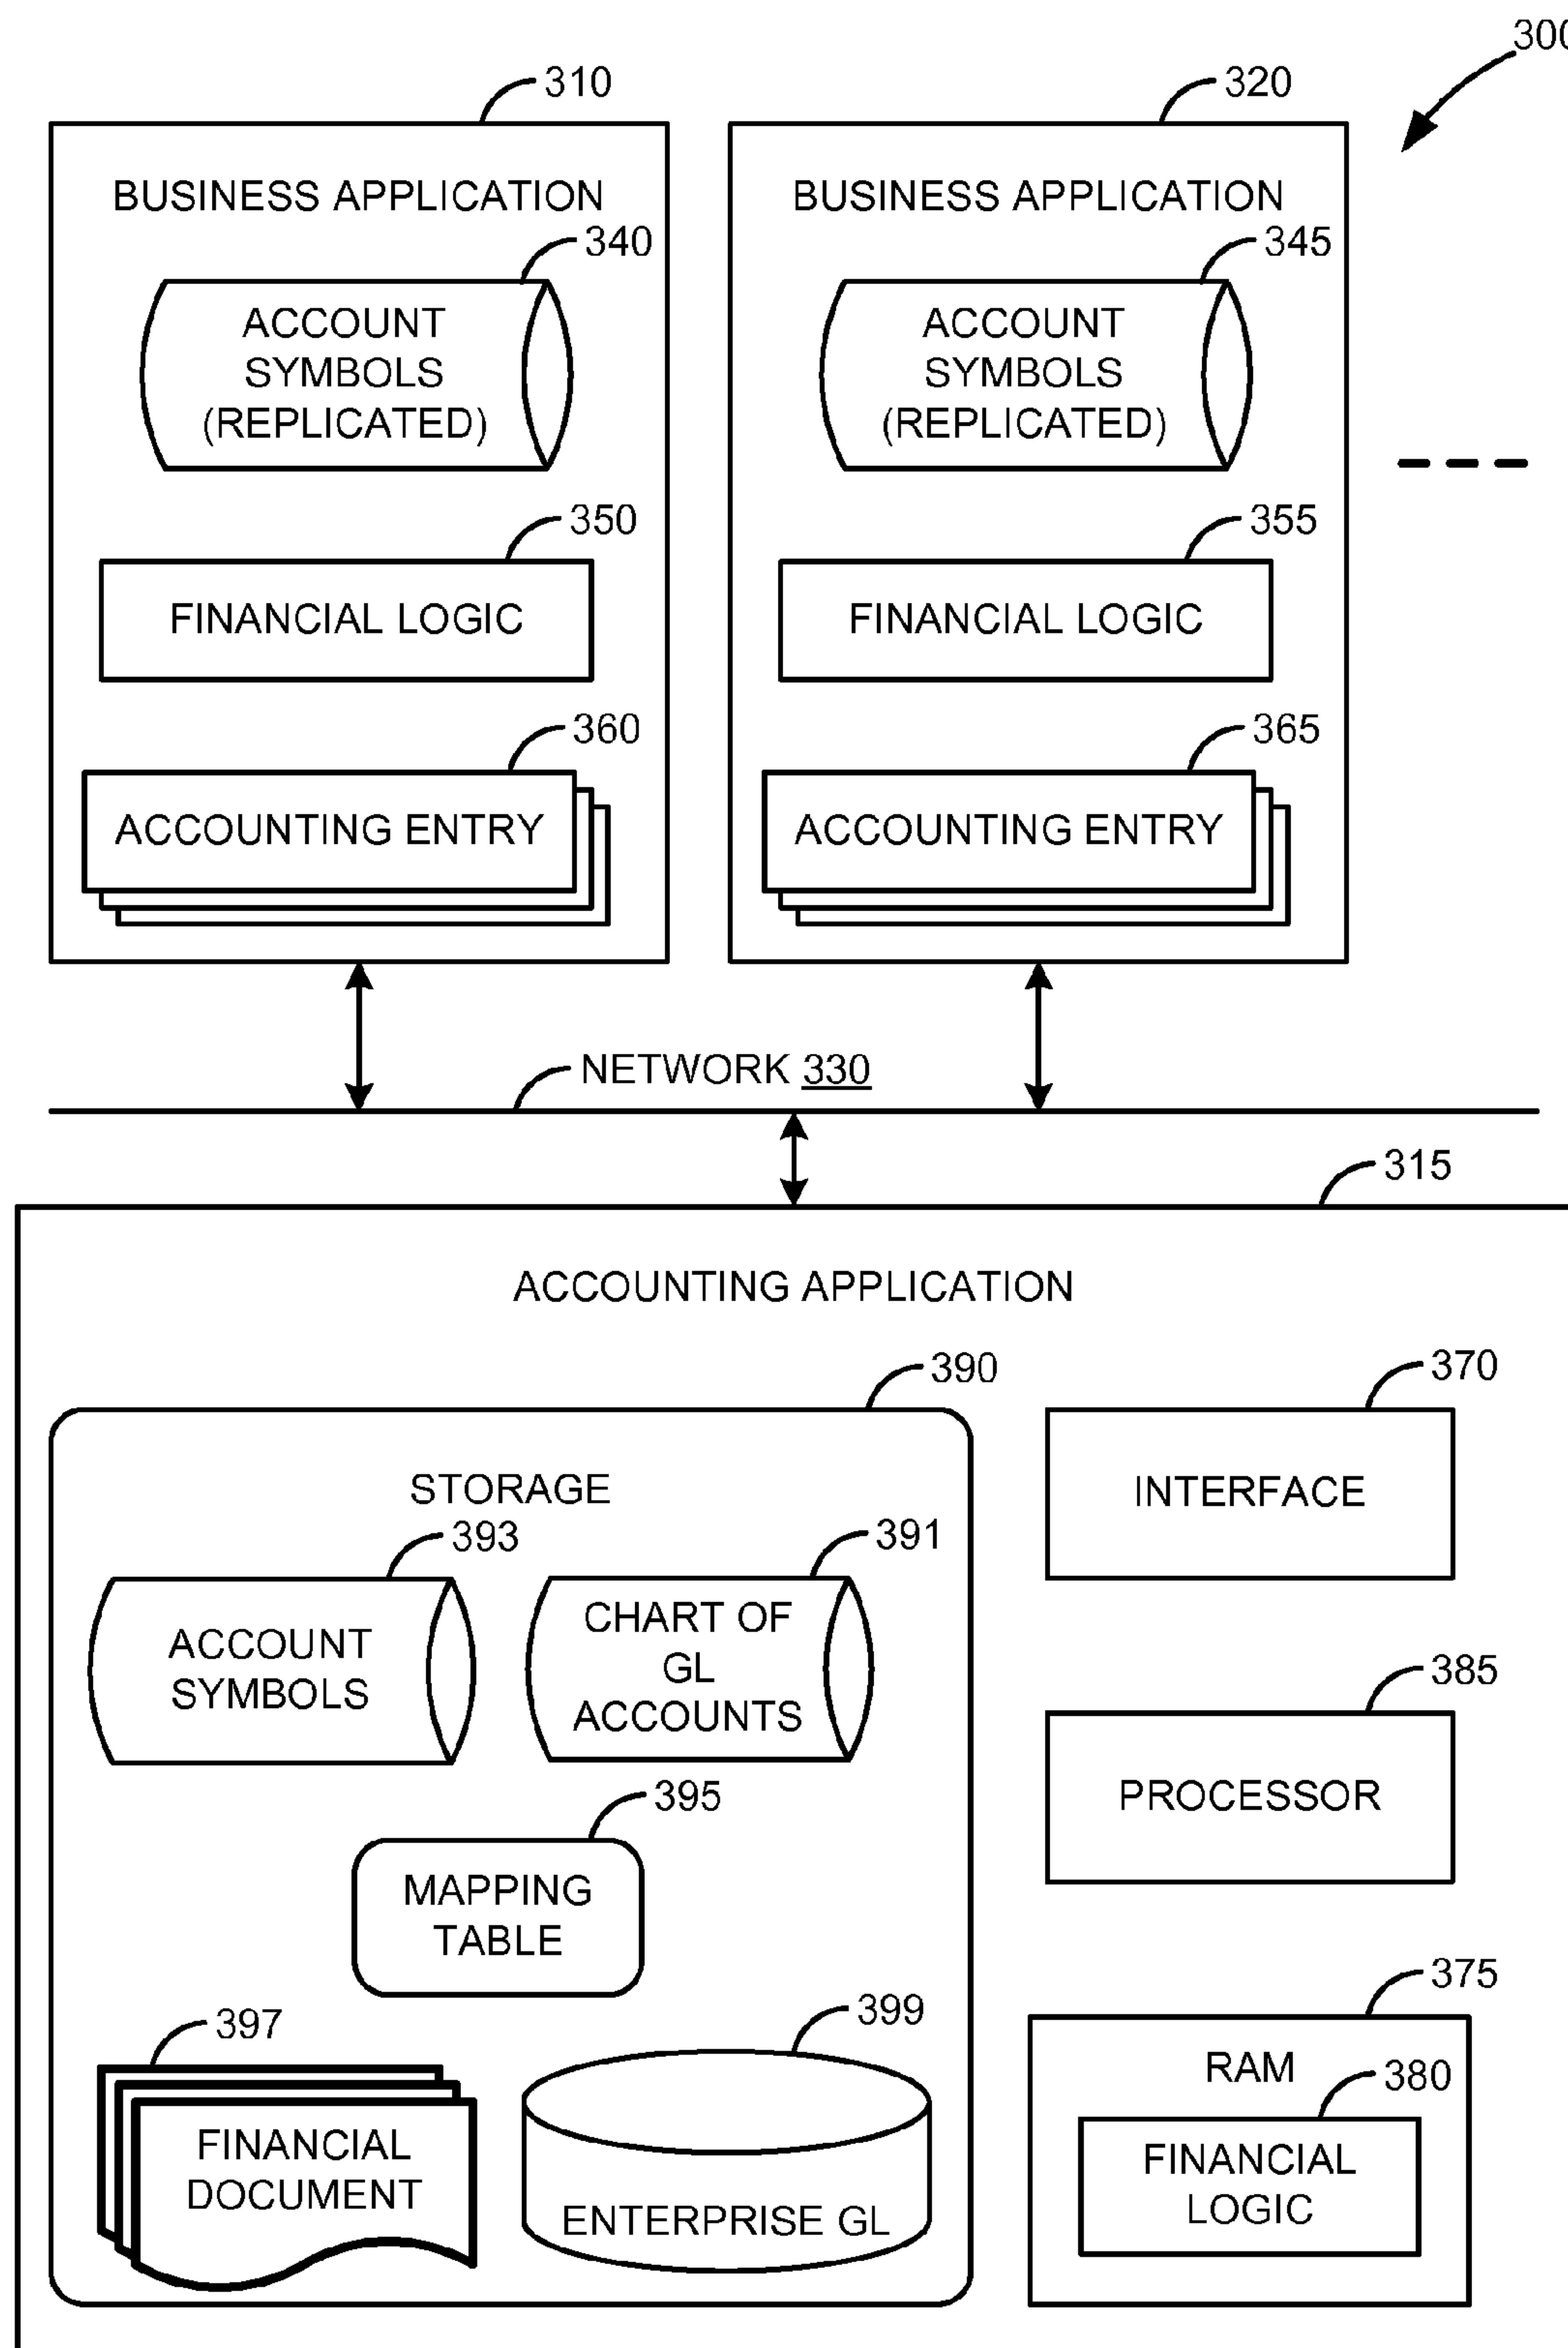 300
310
320
BUSINESS APPLICATION
340
ACCOUNT
SYMBOLS
(REPLICATED)
350
FINANCIAL LOGIC
360
ACCOUNTING ENTRY
BUSINESS APPLICATION
345
ACCOUNT
SYMBOLS
(REPLICATED)
355
FINANCIAL LOGIC
365
ACCOUNTING ENTRY
NETWORK 330
315
ACCOUNTING APPLICATION
390
STORAGE
393
ACCOUNT
SYMBOLS
391
CHART OF
GL
ACCOUNTS
395
MAPPING
TABLE
397
FINANCIAL
DOCUMENT
399
ENTERPRISE GL
370
INTERFACE
385
PROCESSOR
375
RAM
380
FINANCIAL
LOGIC